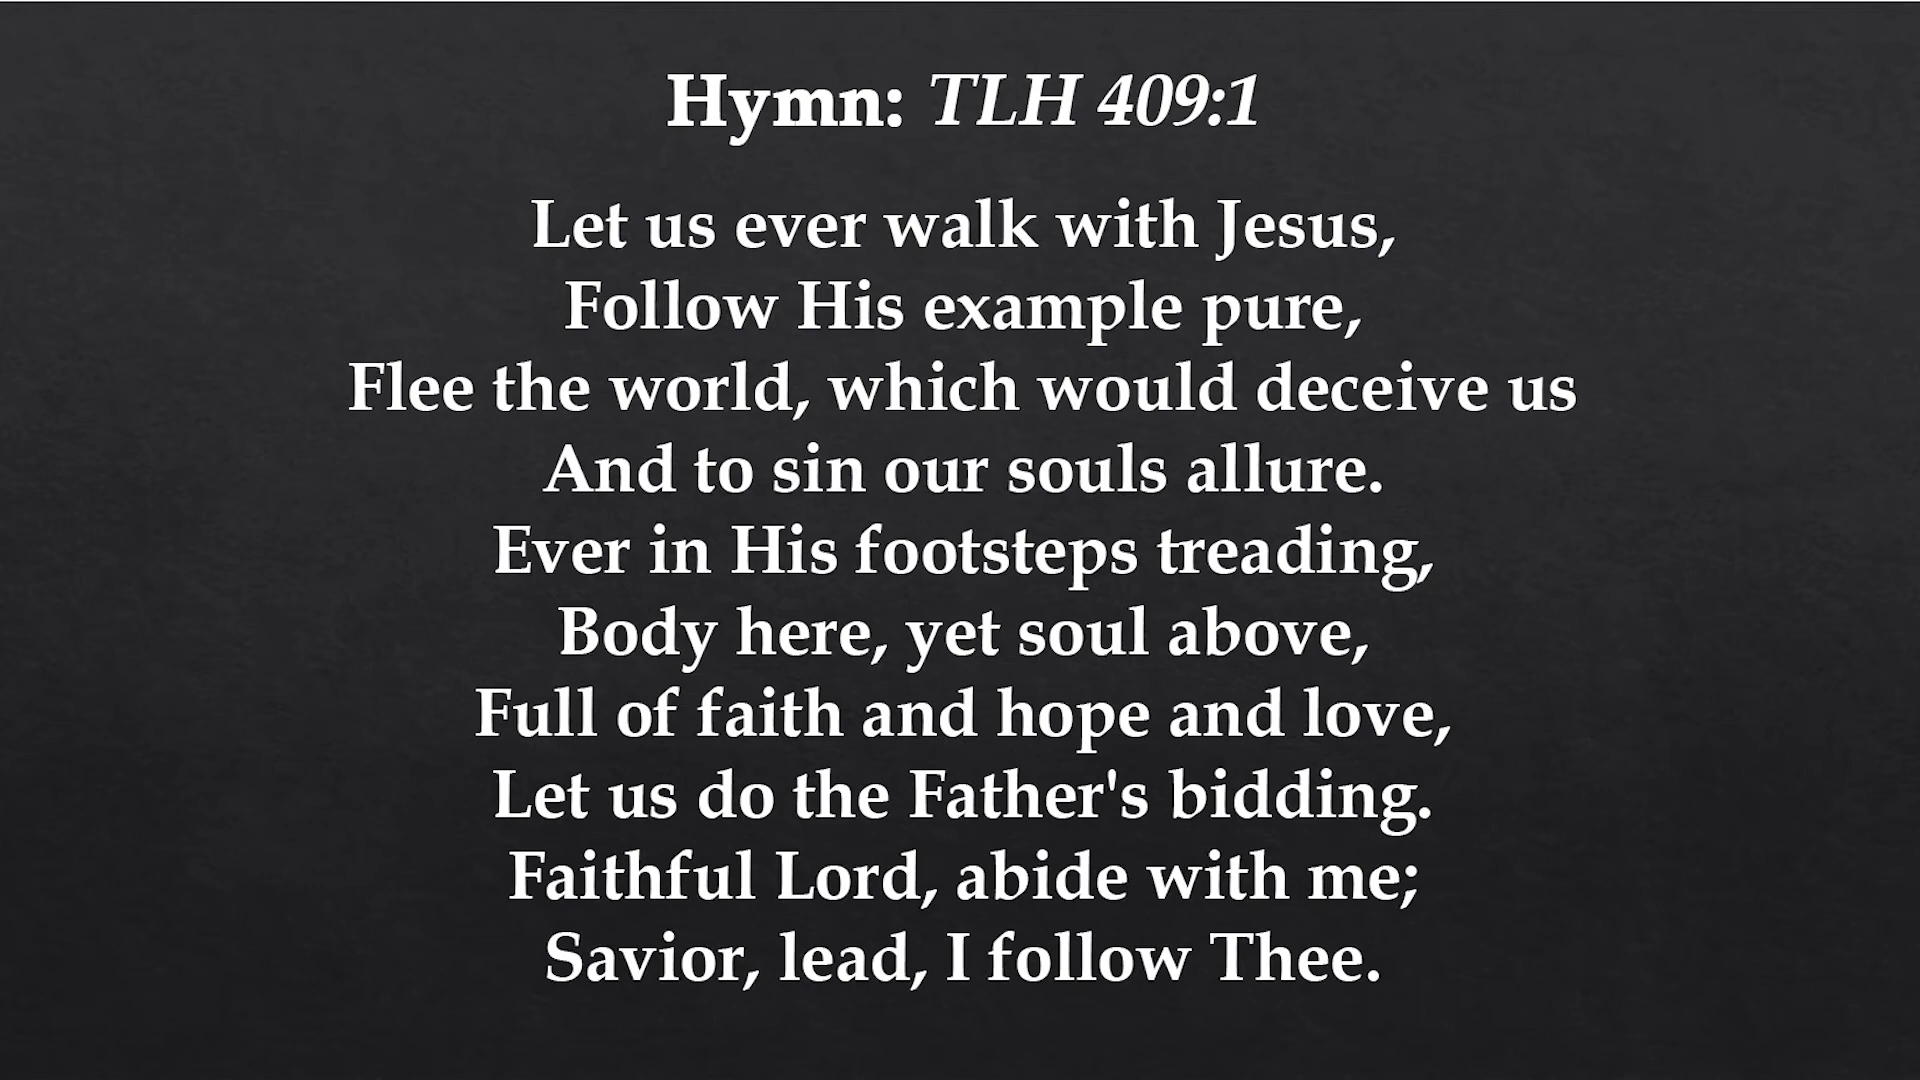 Hymn: TLH 409:1
Let us ever walk with Jesus,
Follow His example pure,
Flee the world, which would deceive us
And to sin our souls allure.
Ever in His footsteps treading,
Body here, yet soul above,
Full of faith and hope and love,
Let us do the Father's bidding.
Faithful Lord, abide with me;
Savior, lead, I follow Thee.